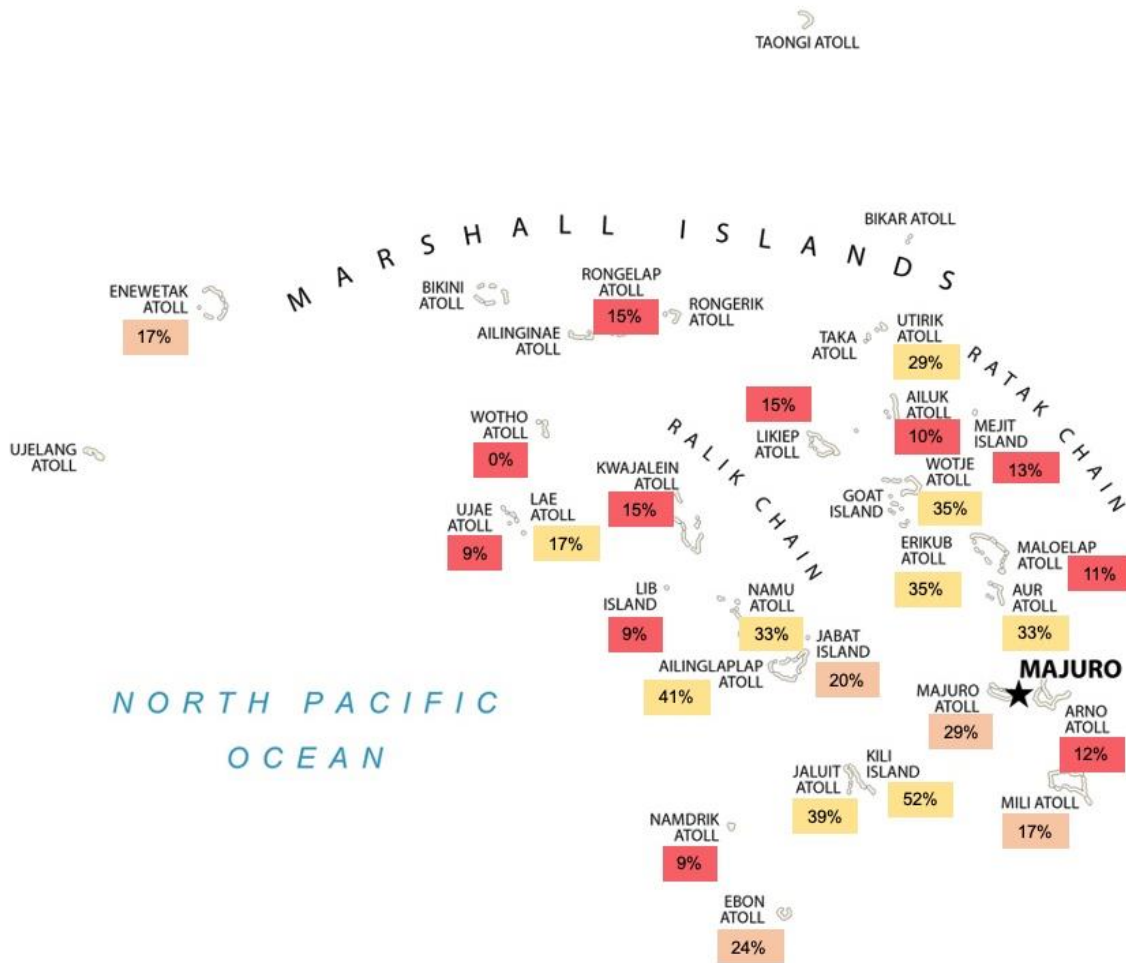 TAONGI ATOLL
BIKAR ATOLL
MARSHALL ISLANDS
ENEWETAK
ATOLL
17%
BIKINI
ATOLL
RONGELAP
ATOLL
15%
RONGERIK
ATOLL
AILINGINAE
ATOLL
TAKA
ATOLL
UTIRIK
ATOLL
29%
RATAK CHAIN
UJELANG
ATOLL
WOTHO
ATOLL
0%
15%
LIKIEP
ATOLL
AILUK
ATOLL
10%
MEJIT
ISLAND
13%
RALIK CHAIN
KWAJALEIN
ATOLL
15%
UJAE
ATOLL
9%
LAE
ATOLL
17%
GOAT
ISLAND
WOTJE
ATOLL
35%
ERIKUB
ATOLL
35%
MALOELAP
ATOLL
11%
AUR
ATOLL
33%
LIB
ISLAND
9%
NAMU
ATOLL
33%
JABAT
ISLAND
20%
AILINGLAPLAP
ATOLL
41%
MAJURO
MAJURO
ATOLL
29%
ARNO
ATOLL
12%
NORTH PACIFIC
OCEAN
JALUIT
ATOLL
39%
KILI
ISLAND
52%
MILI ATOLL
17%
NAMDRIK
ATOLL
9%
EBON
ATOLL
24%